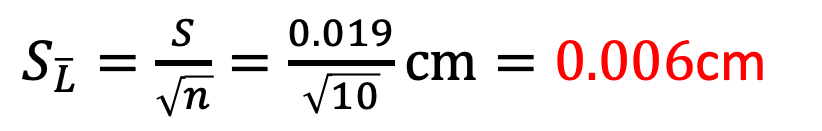 S_L̄ = S/√n = 0.019/√10 cm = 0.006cm